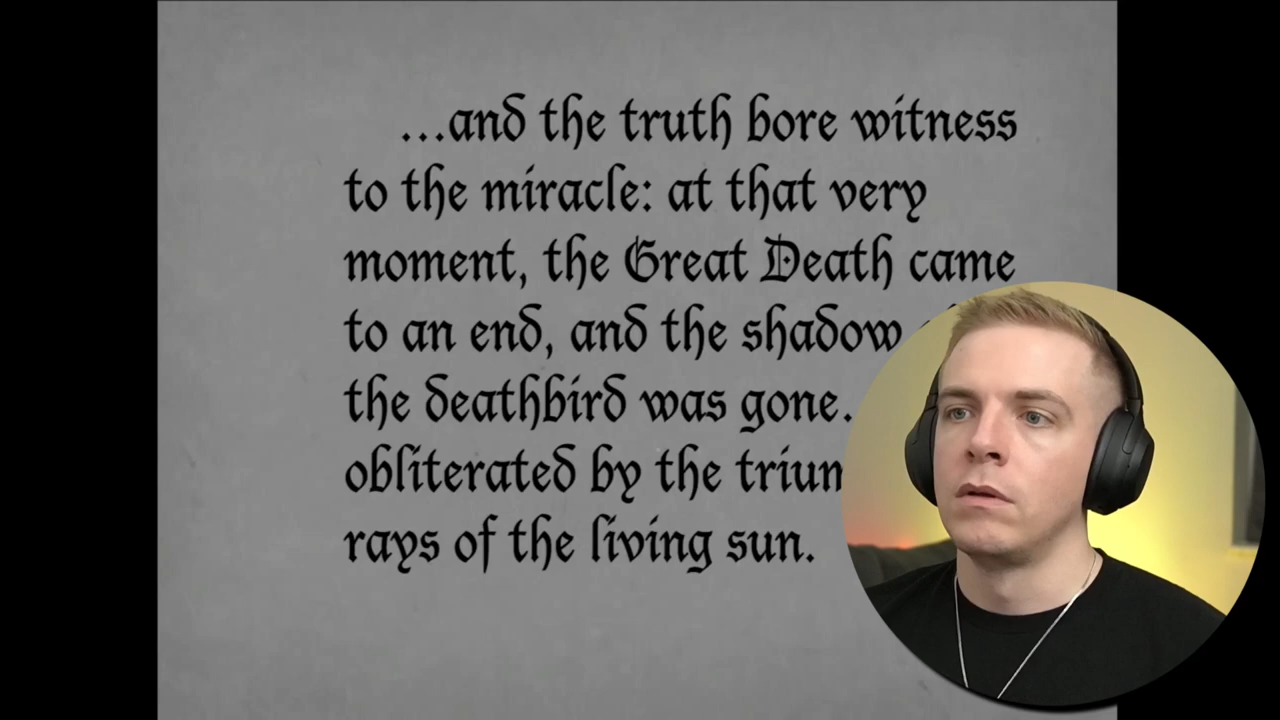 ...and the truth bore witness
to the miracle: at that very
moment, the Great Death came
to an end, and the shadow
the deathbird was gone.
obliterated by the
rays of the living sun.